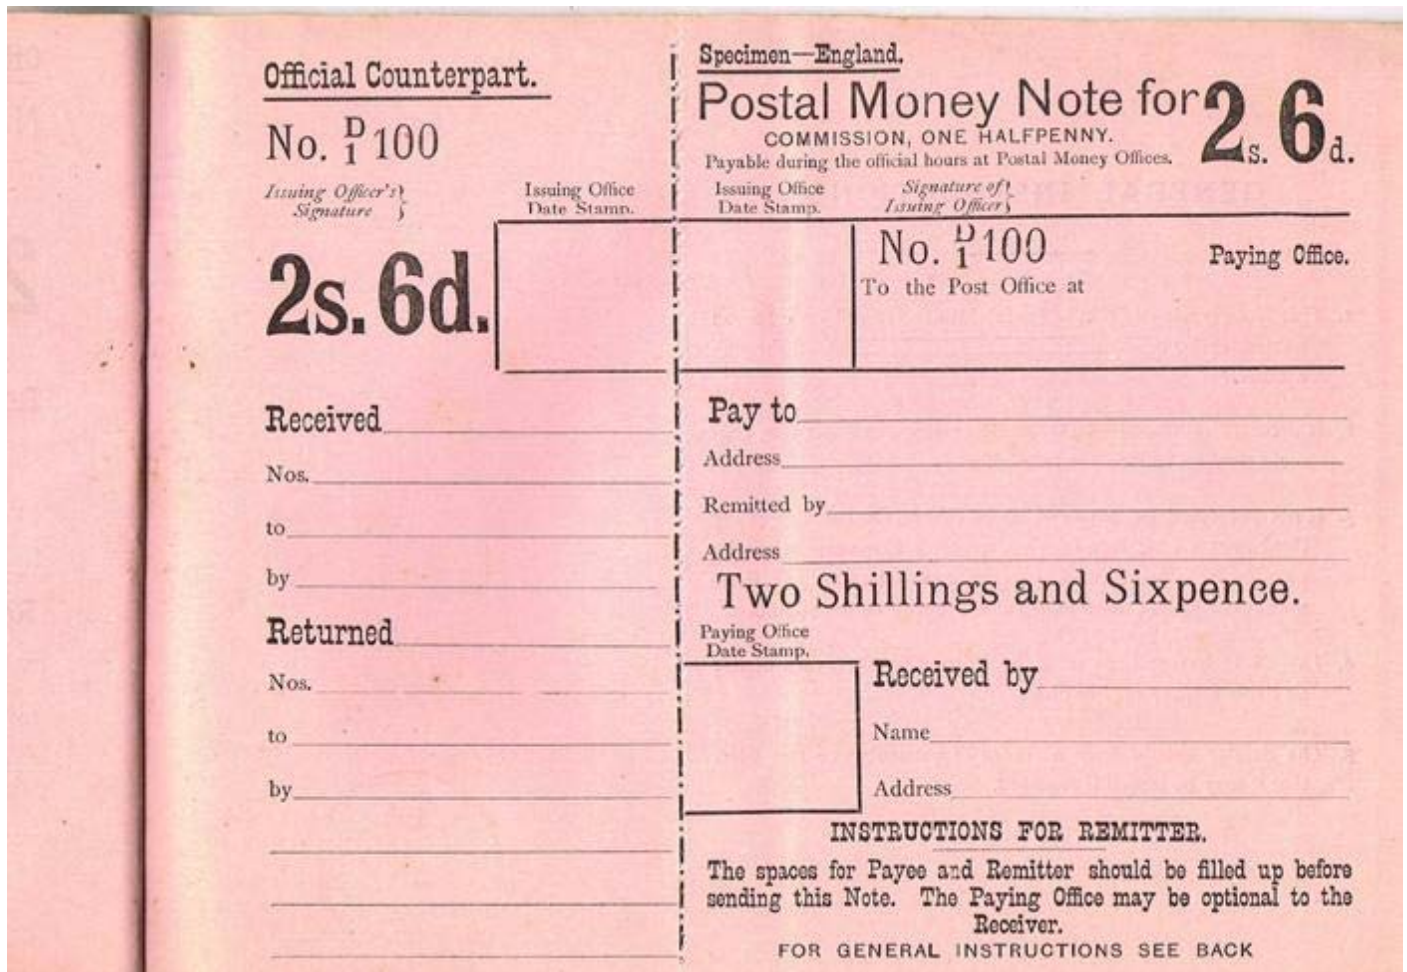 Official Counterpart.
No. D/1 100
Issuing Officer's
Signature
Issuing Office
Date Stamp.
2s. 6d.
Received
Nos.
to
by
Returned
Nos.
to
by
Specimen—England.
Postal Money Note for 2s. 6d.
COMMISSION, ONE HALFPENNY.
Payable during the official hours at Postal Money Offices.
Issuing Office
Date Stamp.
Signature of
Issuing Officer
No. D/1 100
Paying Office.
To the Post Office at
Pay to
Address
Remitted by
Address
Two Shillings and Sixpence.
Paying Office
Date Stamp.
Received by
Name
Address
INSTRUCTIONS FOR REMITTER.
The spaces for Payee and Remitter should be filled up before
sending this Note. The Paying Office may be optional to the
Receiver.
FOR GENERAL INSTRUCTIONS SEE BACK